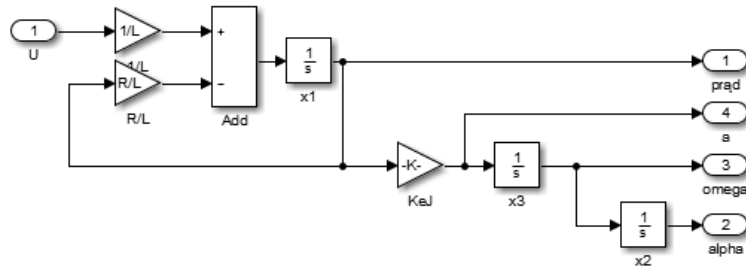 1
U
1/L
1/L
R/L
R/L
+
−
Add
1
s
x1
1
prąd
4
a
-K-
KeJ
1
s
x3
3
omega
1
s
x2
2
alpha